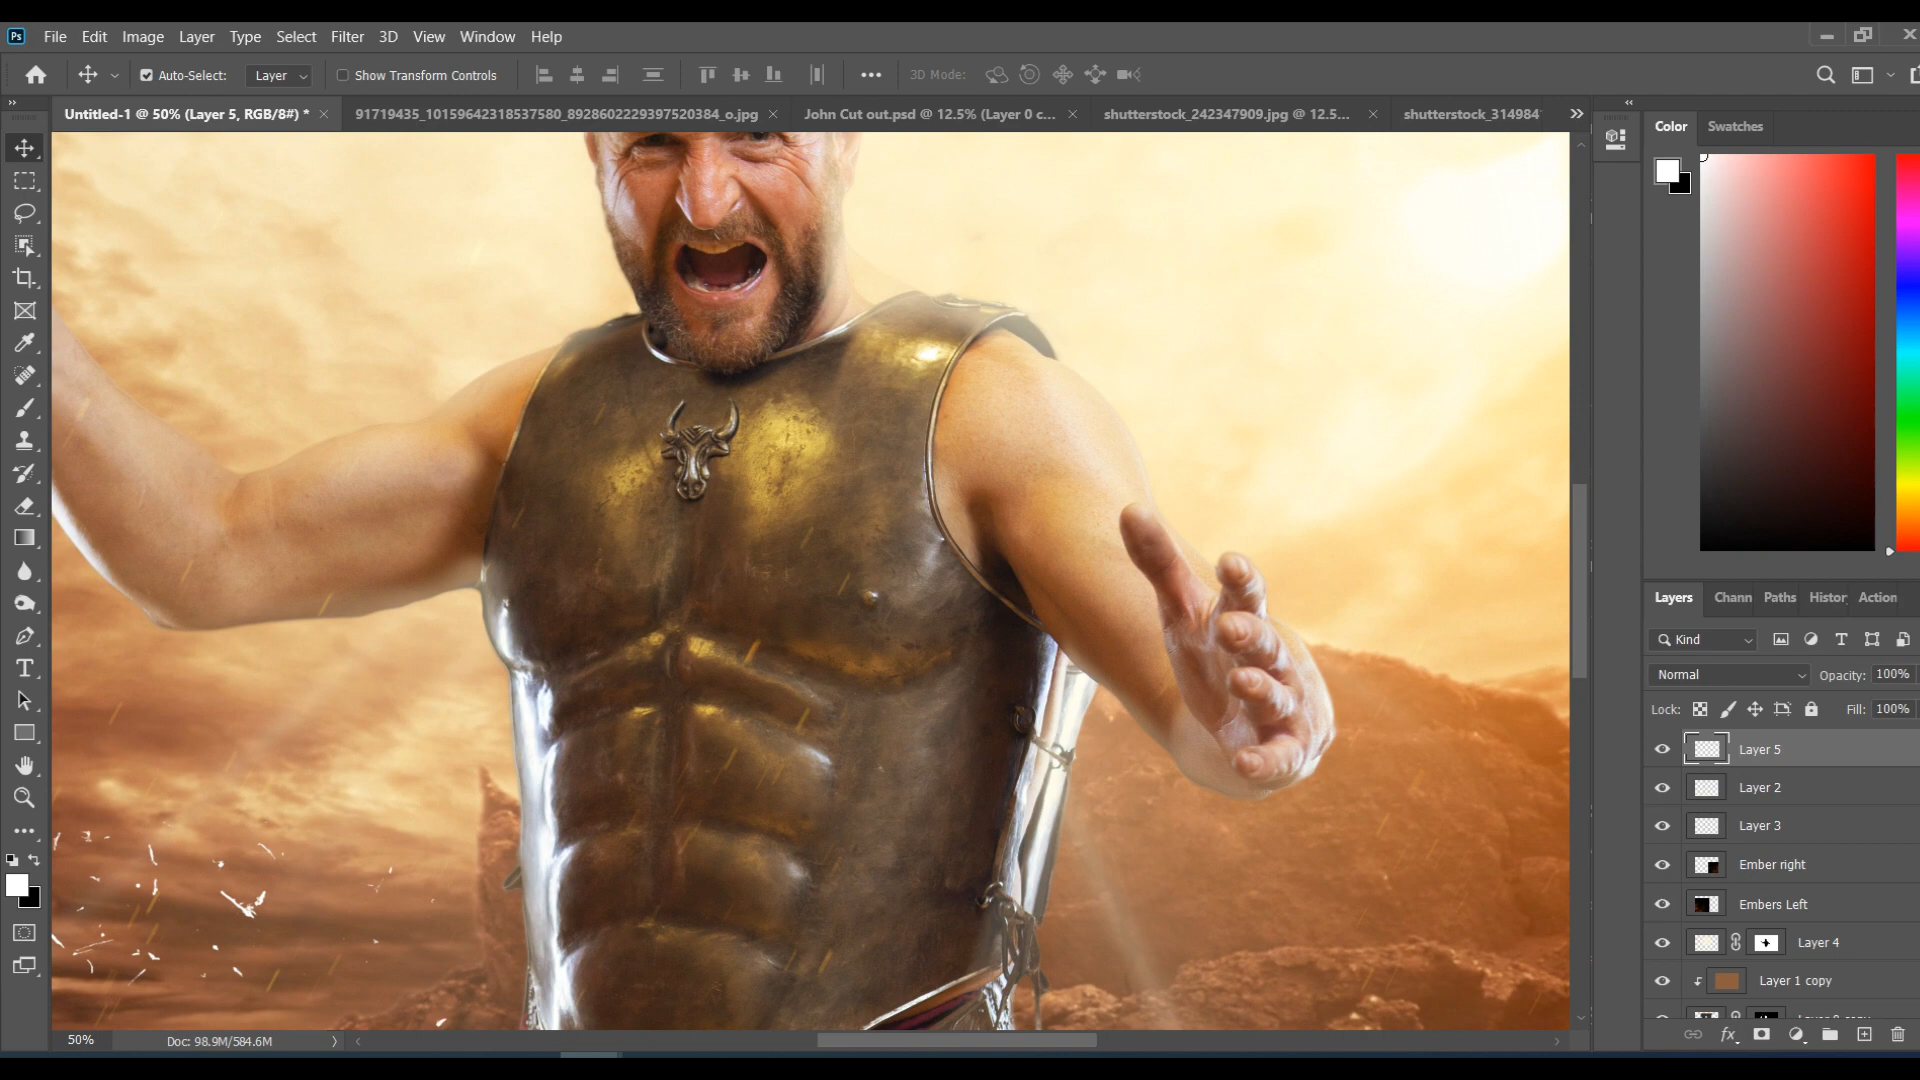 Ps File Edit Image Layer Type Select Filter 3D View Window Help
Auto-Select: Layer Show Transform Controls 3D Mode:
Untitled-1 @ 50% (Layer 5, RGB/8#) * 91719435_10159642318537580_8928602229397520384_o.jpg John Cut out.psd @ 12.5% (Layer 0 c... shutterstock_242347909.jpg @ 12.5... shutterstock_314984
Color Swatches
Layers Chann Paths Histor Action
Kind
Normal Opacity: 100%
Lock: Fill: 100%
Layer 5
Layer 2
Layer 3
Ember right
Embers Left
Layer 4
Layer 1 copy
50% Doc: 98.9M/584.6M